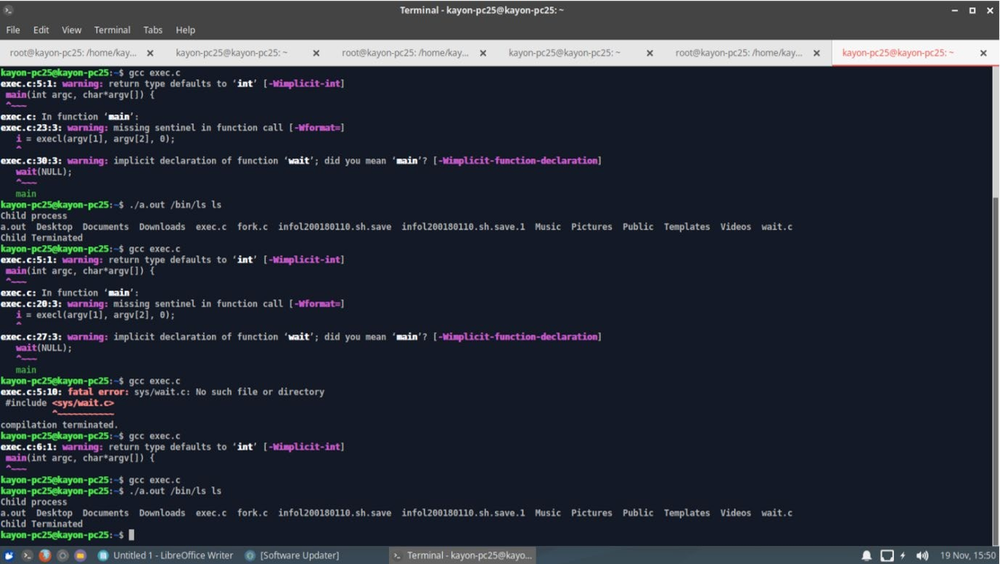 Terminal - kayon-pc25@kayon-pc25: ~
File Edit View Terminal Tabs Help
root@kayon-pc25: /home/kay... kayon-pc25@kayon-pc25: ~ root@kayon-pc25: /home/kay... kayon-pc25@kayon-pc25: ~ root@kayon-pc25: /home/kay... kayon-pc25@kayon-pc25: ~
kayon-pc25@kayon-pc25:~$ gcc exec.c
exec.c:5:1: warning: return type defaults to ‘int’ [-Wimplicit-int]
 main(int argc, char*argv[]) {
 ^~~~
exec.c: In function ‘main’:
exec.c:23:3: warning: missing sentinel in function call [-Wformat=]
   i = execl(argv[1], argv[2], 0);
   ^
exec.c:30:3: warning: implicit declaration of function ‘wait’; did you mean ‘main’? [-Wimplicit-function-declaration]
   wait(NULL);
   ^~~~
   main
kayon-pc25@kayon-pc25:~$ ./a.out /bin/ls ls
Child process
a.out  Desktop  Documents  Downloads  exec.c  fork.c  infol200180110.sh.save  infol200180110.sh.save.1  Music  Pictures  Public  Templates  Videos  wait.c
Child Terminated
kayon-pc25@kayon-pc25:~$ gcc exec.c
exec.c:5:1: warning: return type defaults to ‘int’ [-Wimplicit-int]
 main(int argc, char*argv[]) {
 ^~~~
exec.c: In function ‘main’:
exec.c:20:3: warning: missing sentinel in function call [-Wformat=]
   i = execl(argv[1], argv[2], 0);
   ^
exec.c:27:3: warning: implicit declaration of function ‘wait’; did you mean ‘main’? [-Wimplicit-function-declaration]
   wait(NULL);
   ^~~~
   main
kayon-pc25@kayon-pc25:~$ gcc exec.c
exec.c:5:10: fatal error: sys/wait.c: No such file or directory
 #include <sys/wait.c>
          ^~~~~~~~~~~~
compilation terminated.
kayon-pc25@kayon-pc25:~$ gcc exec.c
exec.c:6:1: warning: return type defaults to ‘int’ [-Wimplicit-int]
 main(int argc, char*argv[]) {
 ^~~~
kayon-pc25@kayon-pc25:~$ gcc exec.c
kayon-pc25@kayon-pc25:~$ ./a.out /bin/ls ls
Child process
a.out  Desktop  Documents  Downloads  exec.c  fork.c  infol200180110.sh.save  infol200180110.sh.save.1  Music  Pictures  Public  Templates  Videos  wait.c
Child Terminated
kayon-pc25@kayon-pc25:~$
Untitled 1 - LibreOffice Writer [Software Updater] Terminal - kayon-pc25@kayo... 19 Nov, 15:50